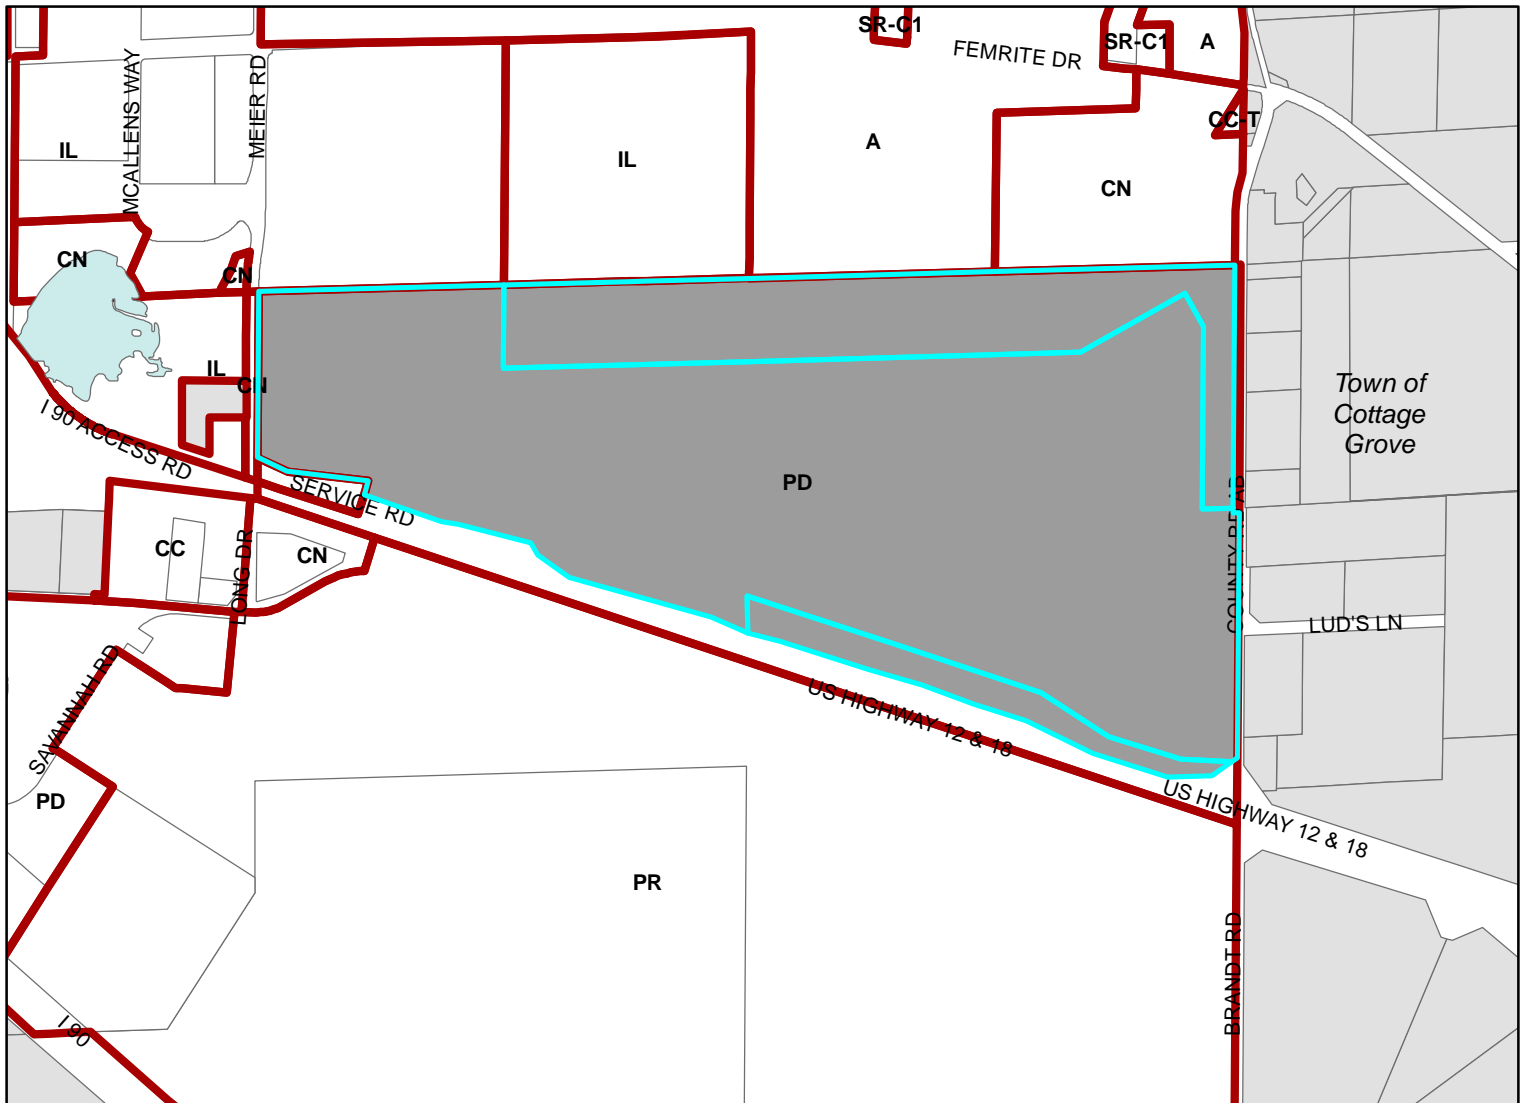 SR-C1
FEMRITE DR
SR-C1
A
MCALLENS WAY
MEIER RD
CC-T
IL
IL
A
CN
CN
CN
IL
CN
Town of
Cottage
Grove
I 90 ACCESS RD
SERVICE RD
PD
COUNTY RD AB
CC
LONG DR
CN
LUD'S LN
SAVANNAH RD
US HIGHWAY 12 & 18
US HIGHWAY 12 & 18
PD
PR
BRANDT RD
I 90